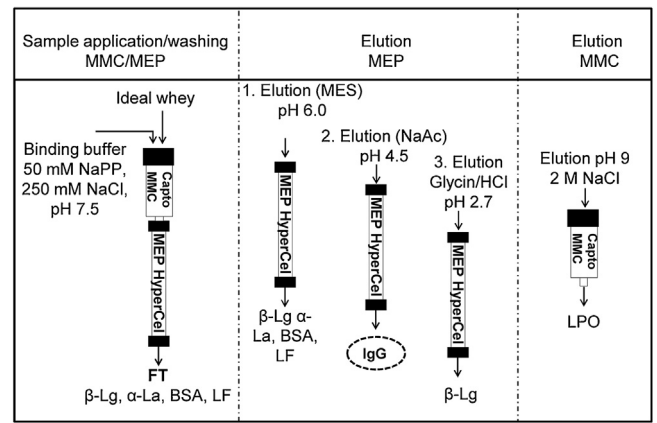 Sample application/washing
MMC/MEP
Elution
MEP
Elution
MMC
Ideal whey
Binding buffer
50 mM NaPP,
250 mM NaCl,
pH 7.5
Capto
MMC
MEP HyperCel
FT
β-Lg, α-La, BSA, LF
1. Elution (MES)
pH 6.0
MEP HyperCel
β-Lg α-
La, BSA,
LF
2. Elution (NaAc)
pH 4.5
MEP HyperCel
IgG
3. Elution
Glycin/HCl
pH 2.7
MEP HyperCel
β-Lg
Elution pH 9
2 M NaCl
Capto
MMC
LPO